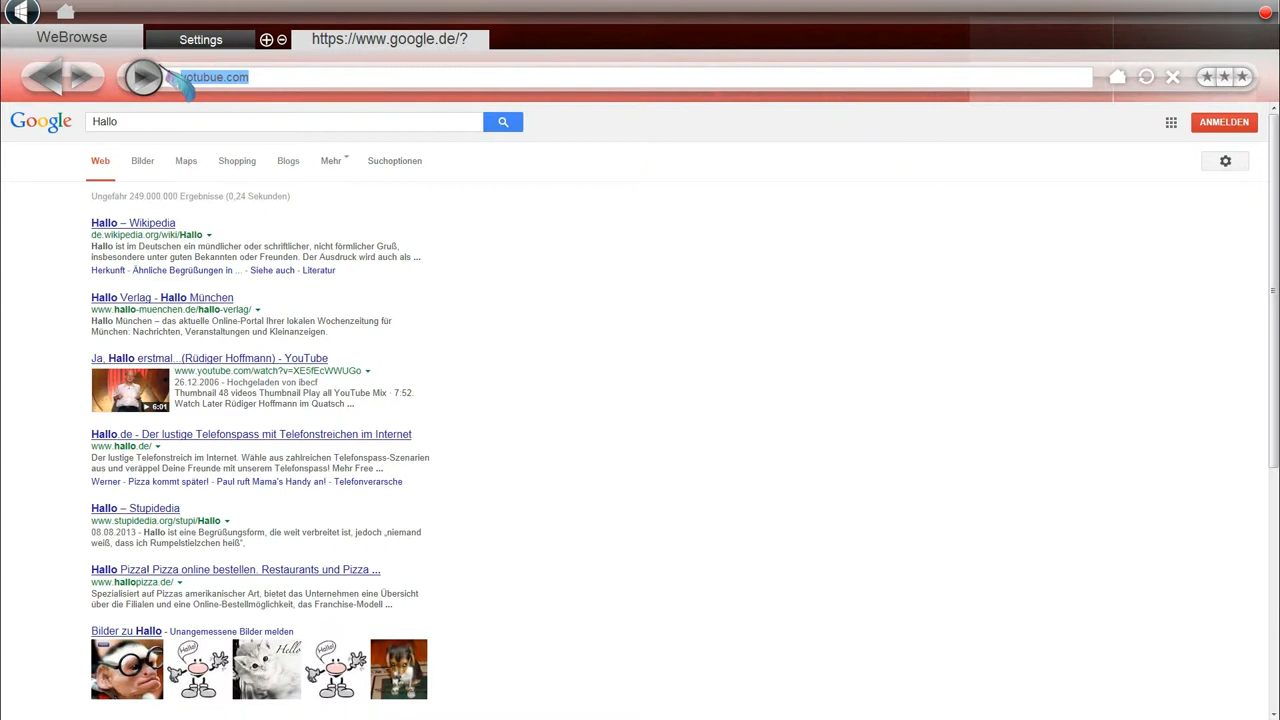 WeBrowse Settings https://www.google.de/?
yotubue.com
Google Hallo ANMELDEN
Web Bilder Maps Shopping Blogs Mehr Suchoptionen
Ungefähr 249.000.000 Ergebnisse (0,24 Sekunden)
Hallo – Wikipedia
de.wikipedia.org/wiki/Hallo
Hallo ist im Deutschen ein mündlicher oder schriftlicher, nicht förmlicher Gruß,
insbesondere unter guten Bekannten oder Freunden. Der Ausdruck wird auch als ...
Herkunft - Ähnliche Begrüßungen in ... - Siehe auch - Literatur
Hallo Verlag - Hallo München
www.hallo-muenchen.de/hallo-verlag/
Hallo München – das aktuelle Online-Portal Ihrer lokalen Wochenzeitung für
München: Nachrichten, Veranstaltungen und Kleinanzeigen.
Ja, Hallo erstmal...(Rüdiger Hoffmann) - YouTube
www.youtube.com/watch?v=XE5fEcWWUGo
26.12.2006 - Hochgeladen von ibecf
Thumbnail 48 videos Thumbnail Play all YouTube Mix · 7:52.
Watch Later Rüdiger Hoffmann im Quatsch ...
6:01
Hallo.de - Der lustige Telefonspass mit Telefonstreichen im Internet
www.hallo.de/
Der lustige Telefonstreich im Internet. Wähle aus zahlreichen Telefonspass-Szenarien
aus und veräppel Deine Freunde mit unserem Telefonspass! Mehr Free ...
Werner - Pizza kommt später! - Paul ruft Mama's Handy an! - Telefonverarsche
Hallo – Stupidedia
www.stupidedia.org/stupi/Hallo
08.08.2013 - Hallo ist eine Begrüßungsform, die weit verbreitet ist, jedoch „niemand
weiß, dass ich Rumpelstielzchen heiß“,
Hallo Pizza! Pizza online bestellen. Restaurants und Pizza ...
www.hallopizza.de/
Spezialisiert auf Pizzas amerikanischer Art, bietet das Unternehmen eine Übersicht
über die Filialen und eine Online-Bestellmöglichkeit, das Franchise-Modell ...
Bilder zu Hallo - Unangemessene Bilder melden
Hallo! Hello Hallo!